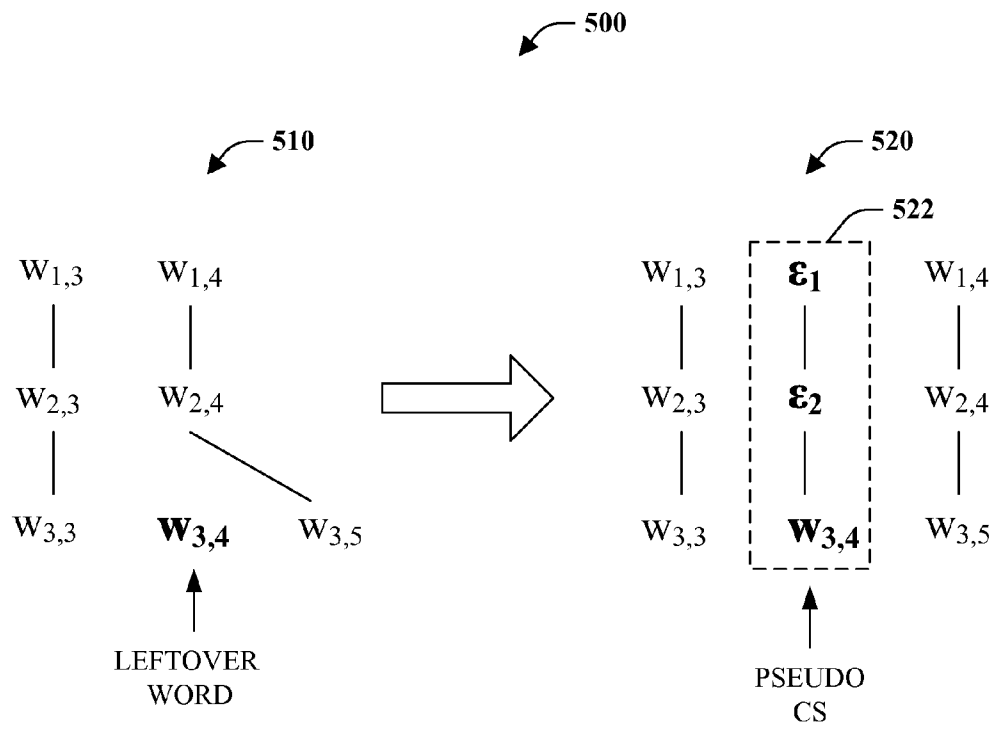 500
510
520
522
w1,3 w1,4 w1,3 ε1 w1,4
w2,3 w2,4 w2,3 ε2 w2,4
w3,3 w3,4 w3,5 w3,3 w3,4 w3,5
LEFTOVER
WORD
PSEUDO
CS